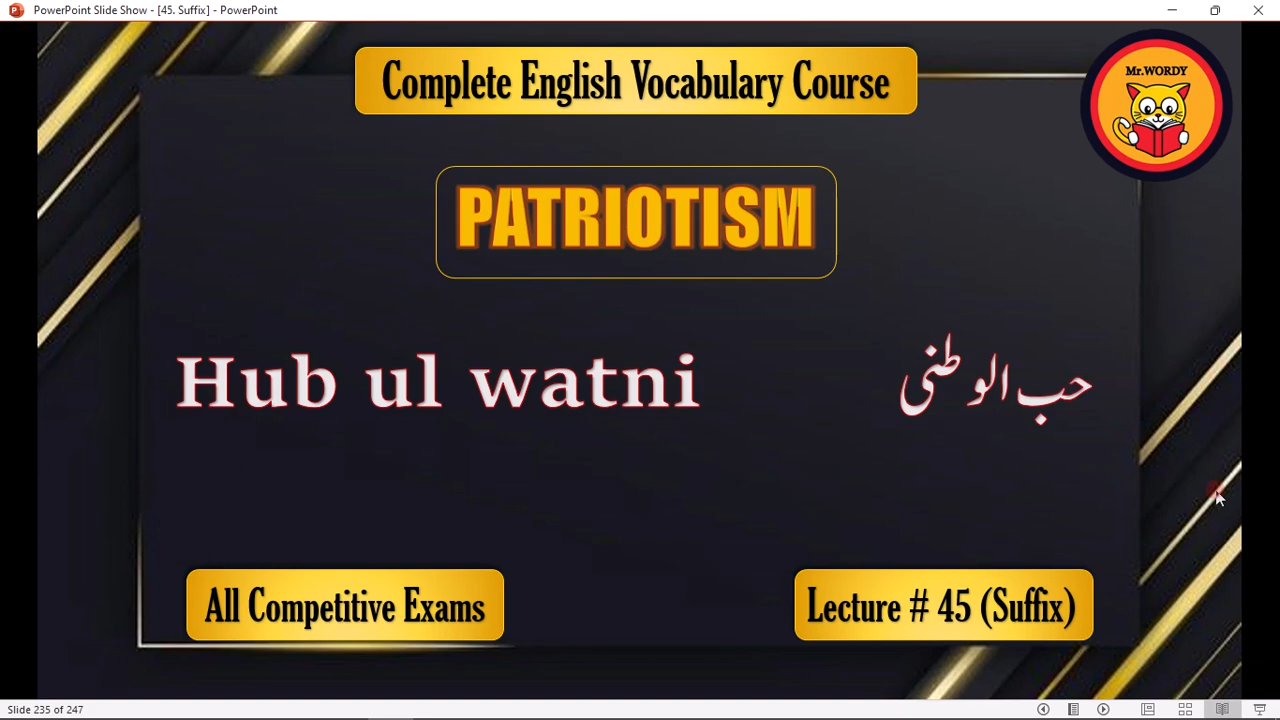 PowerPoint Slide Show - [45. Suffix] - PowerPoint
Complete English Vocabulary Course
Mr.WORDY
PATRIOTISM
Hub ul watni
حب الوطنی
All Competitive Exams
Lecture # 45 (Suffix)
Slide 235 of 247